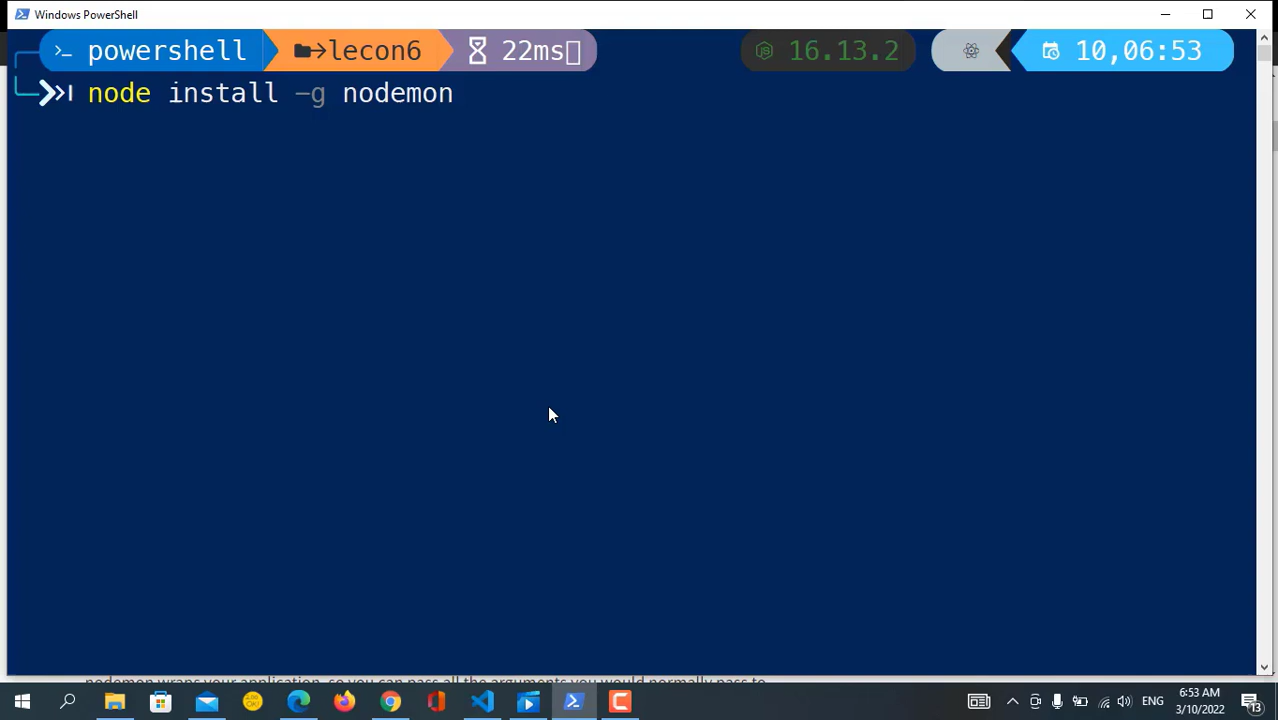 Windows PowerShell
powershell lecon6 22ms 16.13.2 10,06:53
node install -g nodemon
nodemon wraps your application, so you can pass all the arguments you would normally pass to
ENG
6:53 AM
3/10/2022
13